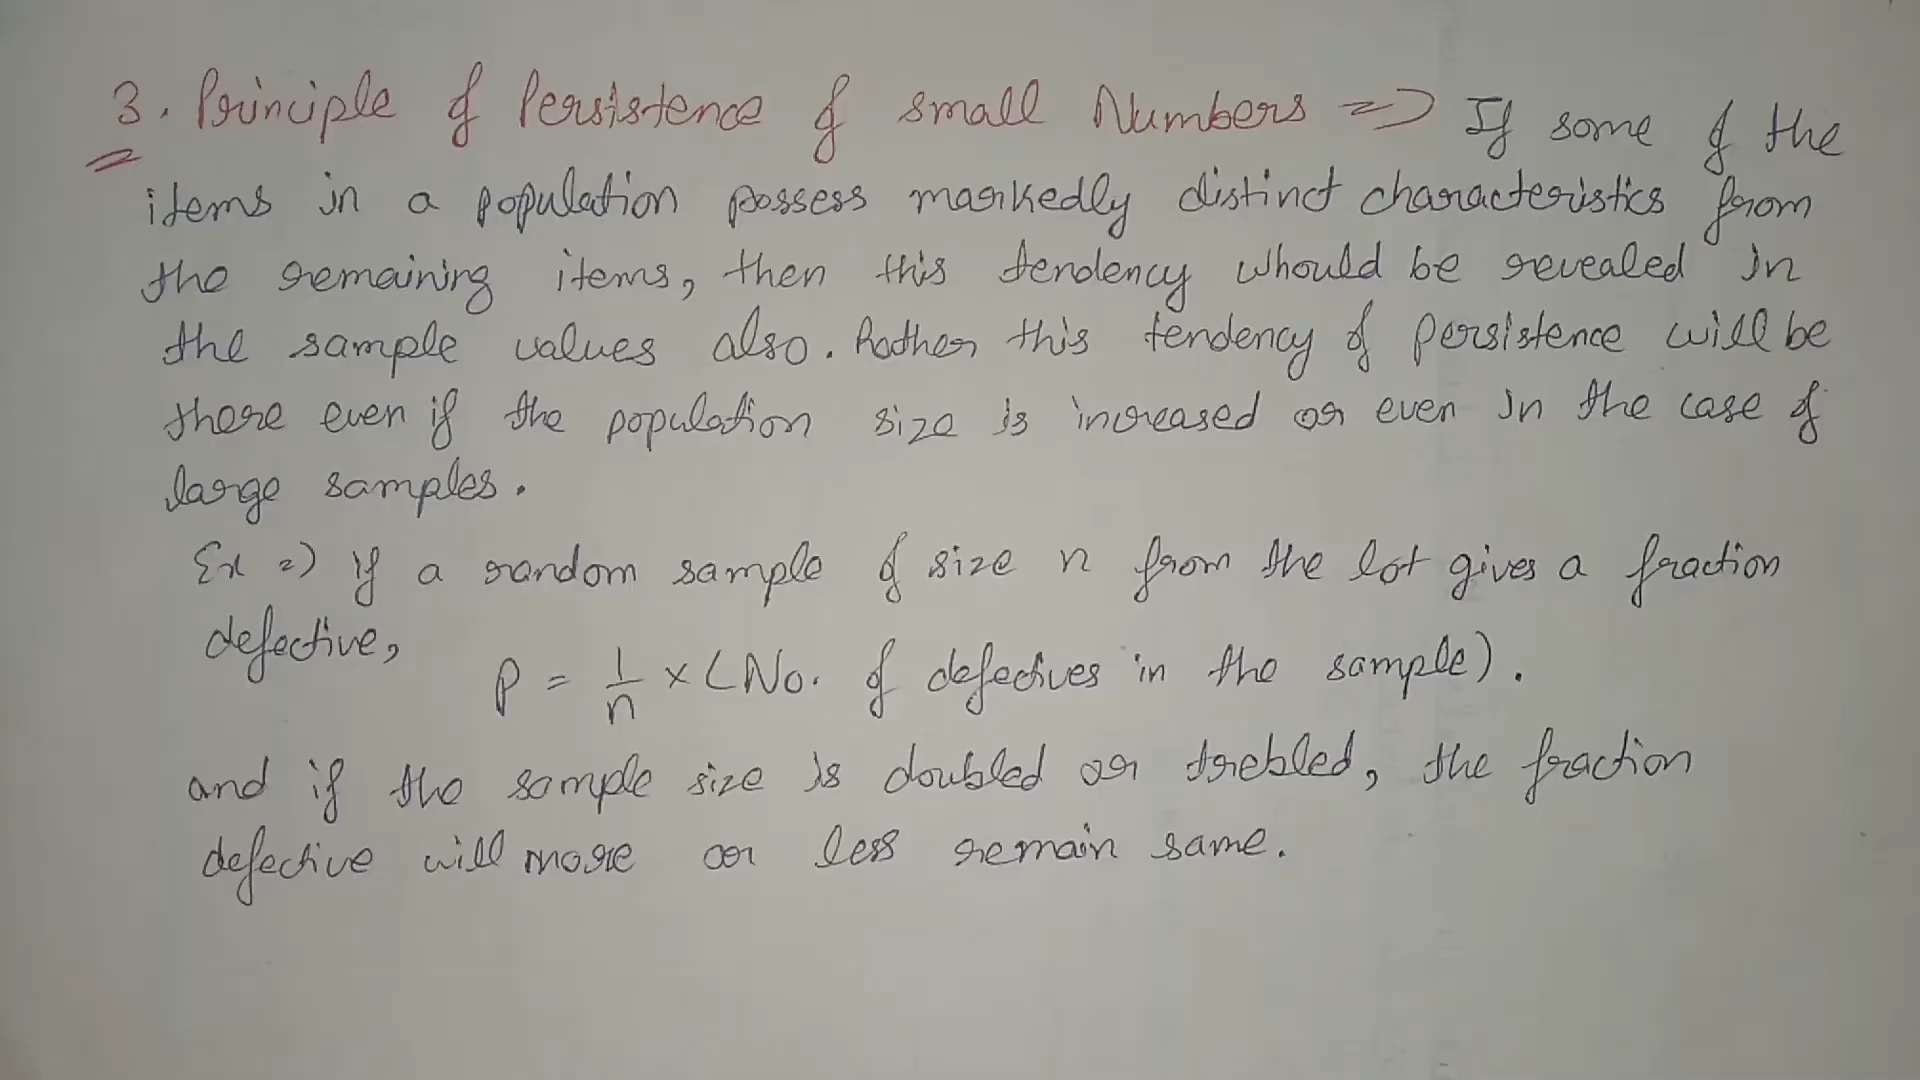 3. Principle of Persistence of small Numbers => If some of the
items in a population possess markedly distinct characteristics from
the remaining items, then this tendency whould be revealed in
the sample values also. Rather this tendency of persistence will be
there even if the population size is increased or even in the case of
large samples.
Ex => if a random sample of size n from the lot gives a fraction
defective,
p = 1/n × (No. of defectives in the sample).
and if the sample size is doubled or trebled, the fraction
defective will more or less remain same.